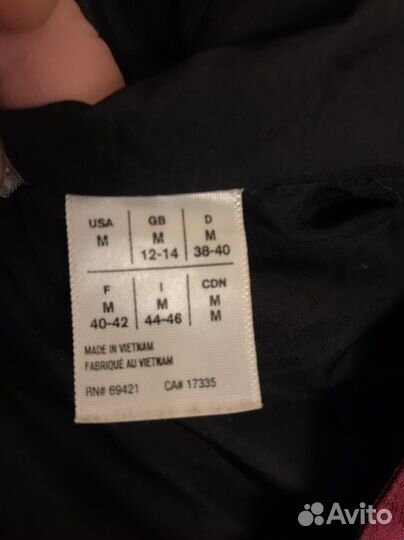 USA GB D
M M M
12-14 38-40
F I CDN
M M M
40-42 44-46 M
MADE IN VIETNAM
FABRIQUÉ AU VIETNAM
RN# 69421 CA# 17335
Avito